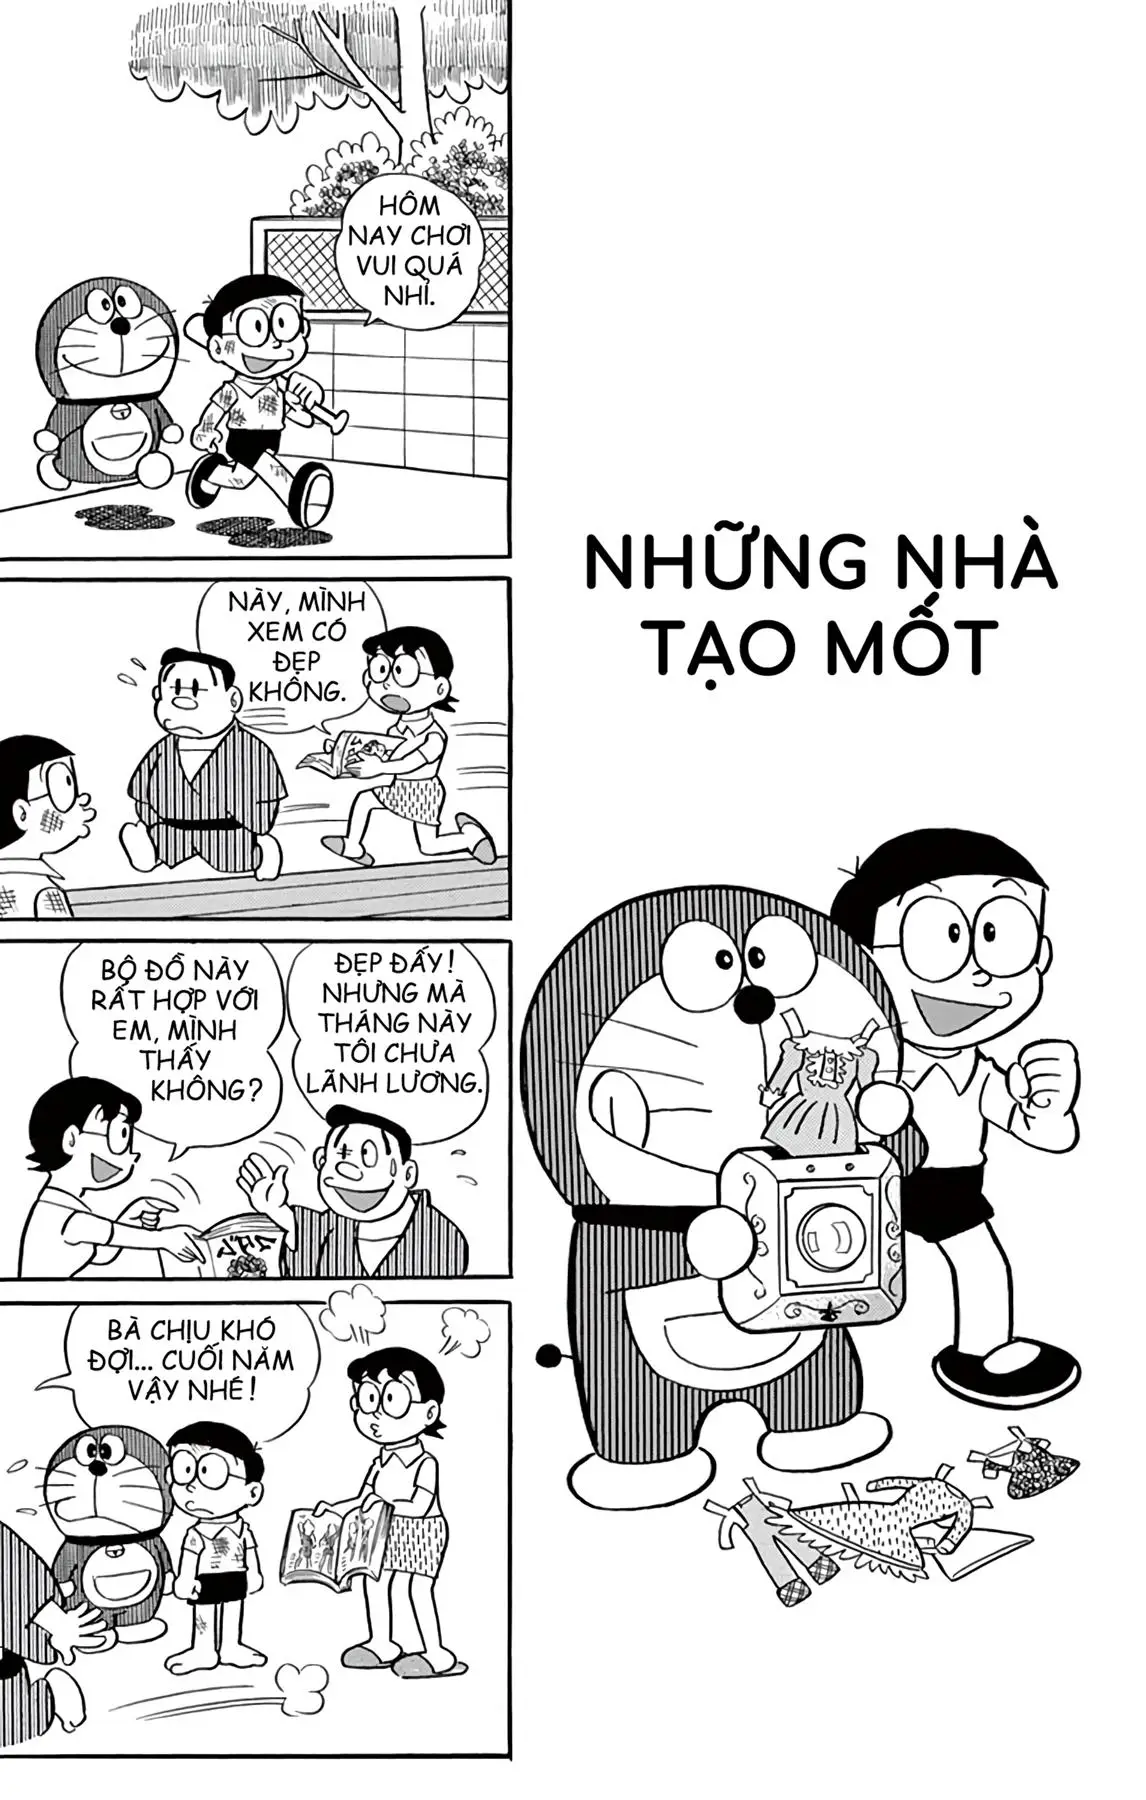 NHỮNG NHÀ
TẠO MỐT
HÔM
NAY CHƠI
VUI QUÁ
NHỈ.
NÀY, MÌNH
XEM CÓ
ĐẸP
KHÔNG.
BỘ ĐỒ NÀY
RẤT HỢP VỚI
EM, MÌNH
THẤY
KHÔNG?
ĐẸP ĐẤY!
NHƯNG MÀ
THÁNG NÀY
TÔI CHƯA
LÃNH LƯƠNG.
BÀ CHỊU KHÓ
ĐỢI... CUỐI NĂM
VẬY NHÉ!